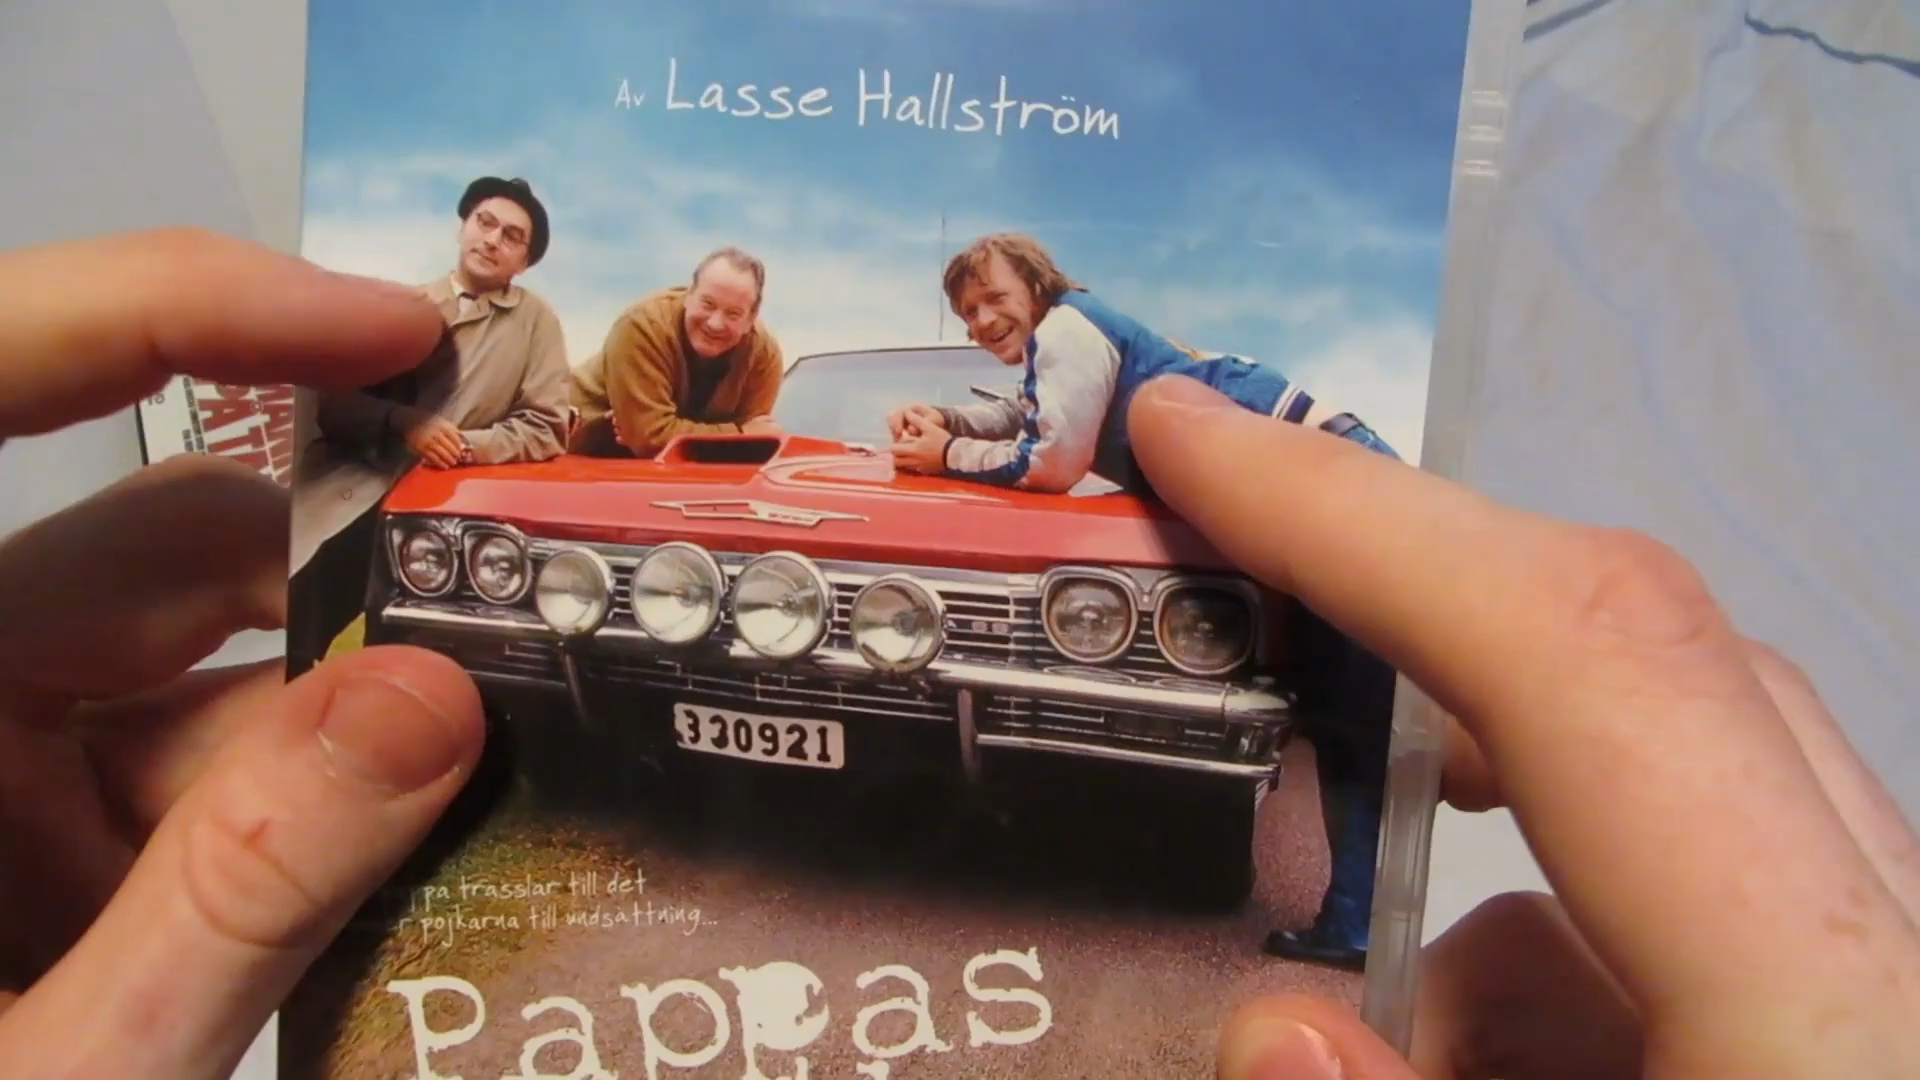 Av Lasse Hallström
330921
pa trasslar till det
r pojkarna till undsättning...
Pappas